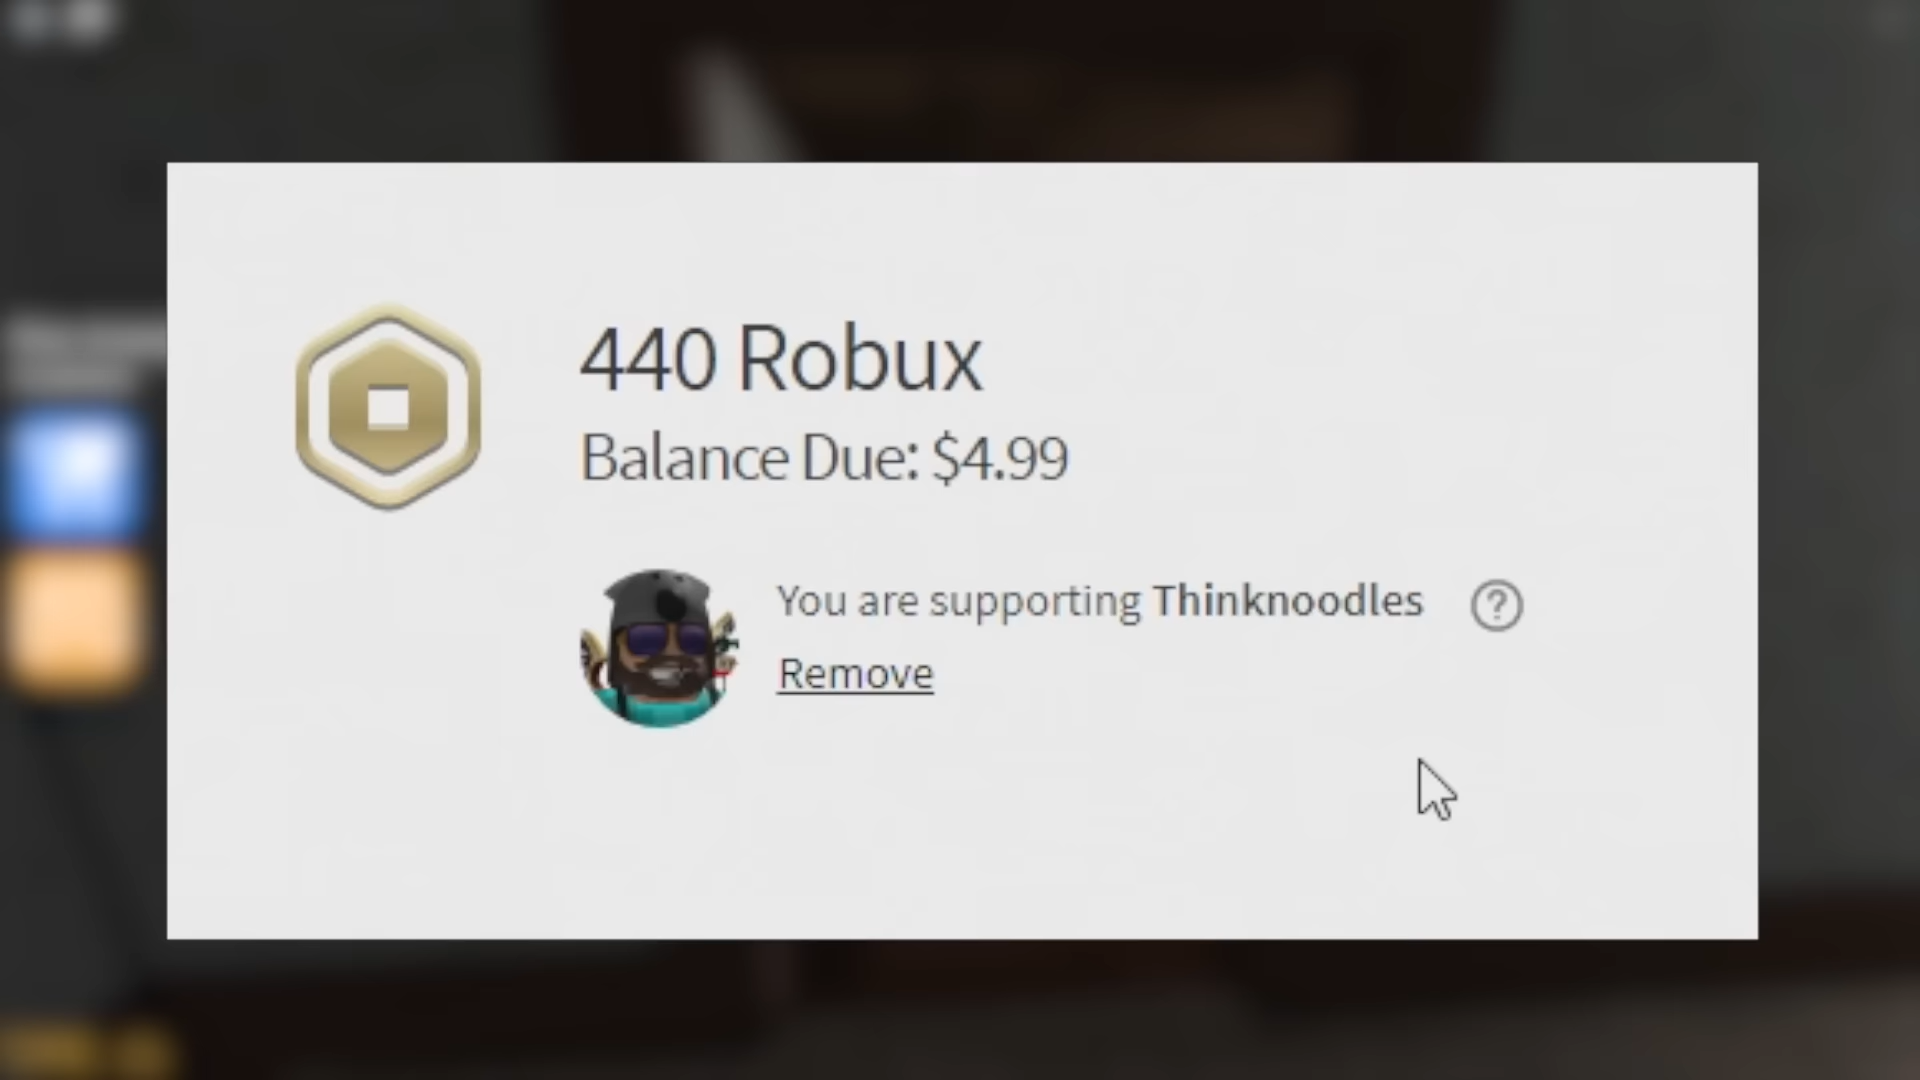 440 Robux
Balance Due: $4.99
You are supporting Thinknoodles
Remove